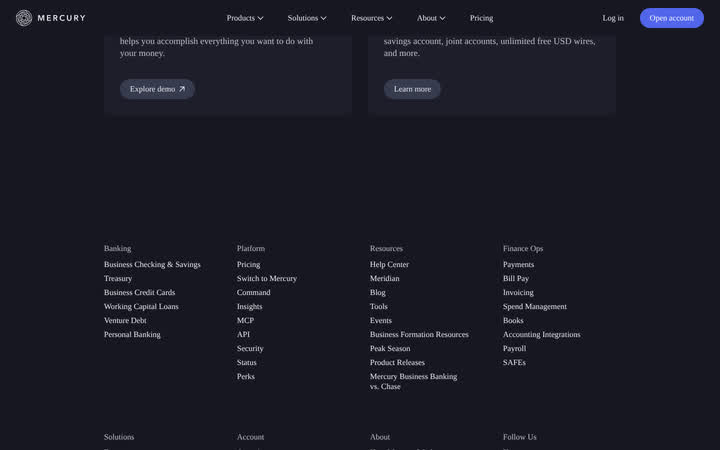 MERCURY
Products
Solutions
Resources
About
Pricing
Log in
Open account
helps you accomplish everything you want to do with
your money.
Explore demo
savings account, joint accounts, unlimited free USD wires,
and more.
Learn more
Banking
Business Checking & Savings
Treasury
Business Credit Cards
Working Capital Loans
Venture Debt
Personal Banking
Platform
Pricing
Switch to Mercury
Command
Insights
MCP
API
Security
Status
Perks
Resources
Help Center
Meridian
Blog
Tools
Events
Business Formation Resources
Peak Season
Product Releases
Mercury Business Banking
vs. Chase
Finance Ops
Payments
Bill Pay
Invoicing
Spend Management
Books
Accounting Integrations
Payroll
SAFEs
Solutions
Account
About
Follow Us